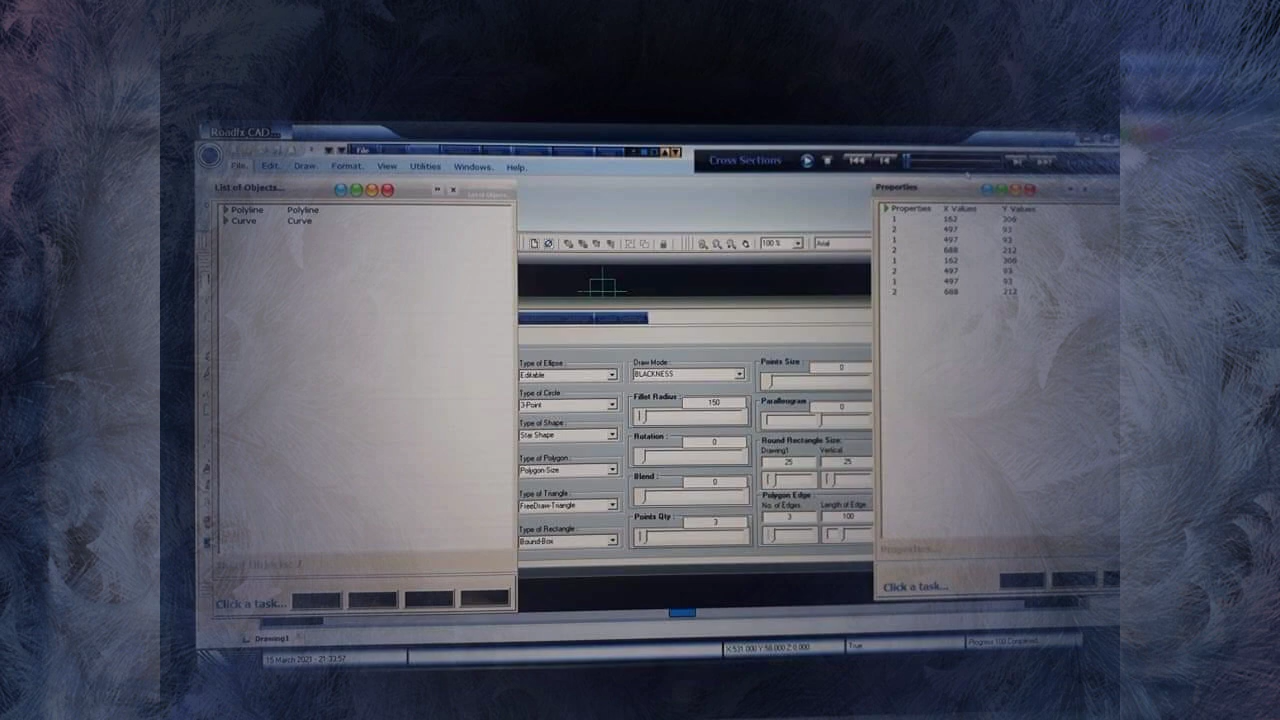 Roadfx CAD...
File
Cross Sections
File. Edit. Draw. Format. View Utilities Windows. Help.
List of Objects...
Polyline Polyline
Curve Curve
100 % Arial
Properties
Properties X Values Y Values
1 162 306
2 497 93
1 497 93
2 688 212
1 162 306
2 497 93
1 497 93
2 688 212
Type of Ellipse :
Editable
Type of Circle :
3-Point
Type of Shape :
Star Shape
Type of Polygon :
Polygon-Size
Type of Triangle :
FreeDraw-Triangle
Type of Rectangle :
Bound-Box
Draw Mode :
BLACKNESS
Fillet Radius : 150
Rotation : 0
Blend : 0
Points Qty : 3
Points Size : 0
Parallelogram : 0
Round Rectangle Size:
Drawing1 Vertical
25 25
Polygon Edge :
No. of Edges Length of Edge
3 100
Properties...
Click a task...
Click a task...
Drawing1
15 March 2021 - 21:33:57
X:531.000 Y:58.000 Z:0.000
True
Progress 100 Completed..